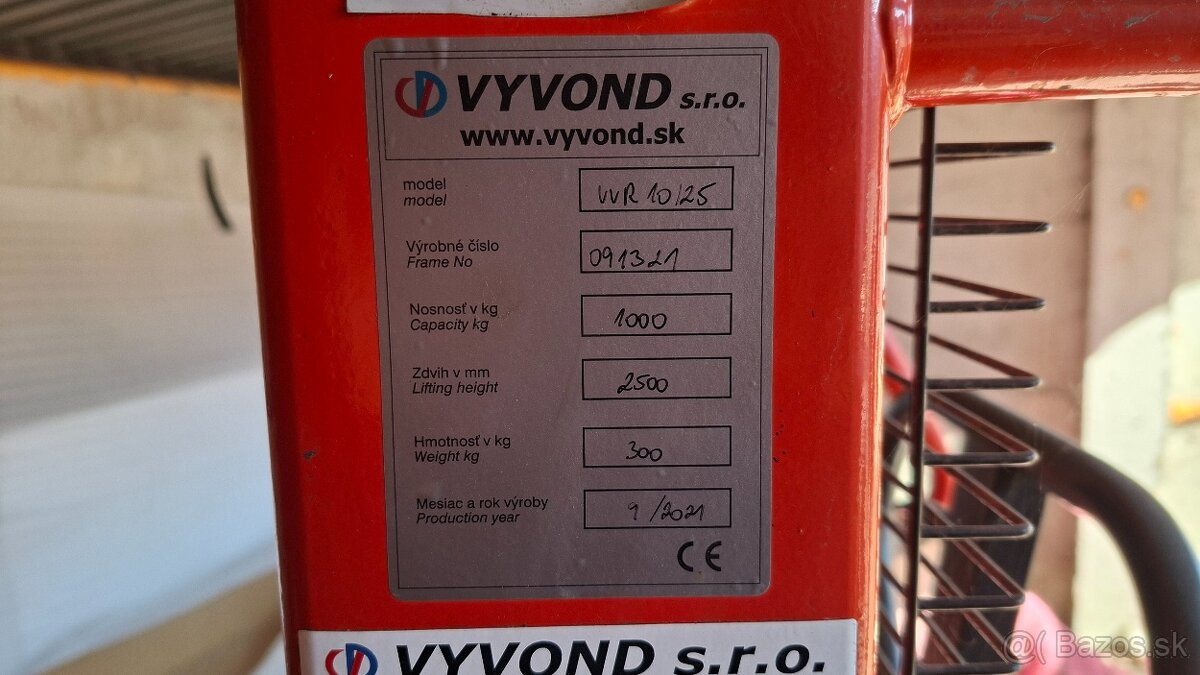 VYVOND s.r.o.
www.vyvond.sk
model VVR 10/25
model
Výrobné číslo 091321
Frame No
Nosnosť v kg 1000
Capacity kg
Zdvih v mm 2500
Lifting height
Hmotnosť v kg 300
Weight kg
Mesiac a rok výroby 9/2021
Production year
CE
VYVOND s.r.o.
@( Bazos.sk